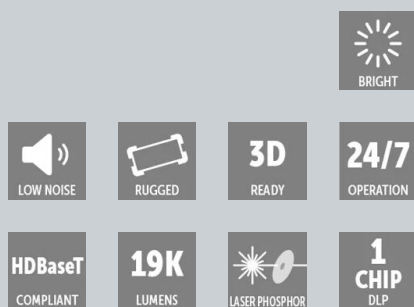 BRIGHT
LOW NOISE
RUGGED
3D
READY
24/7
OPERATION
HDBaseT
COMPLIANT
19K
LUMENS
LASER PHOSPHOR
1
CHIP
DLP